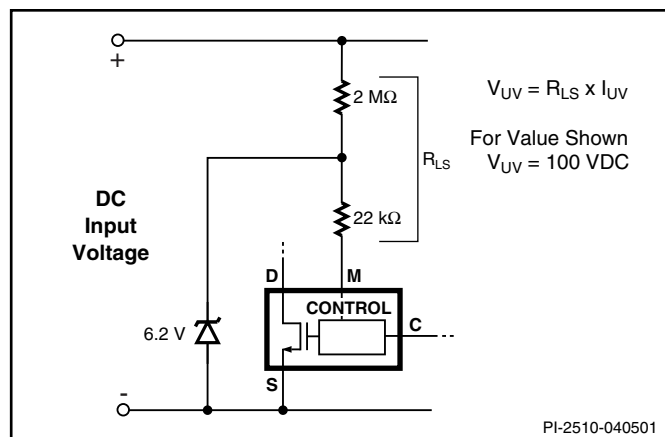 +
2 MΩ
V_UV = R_LS x I_UV
For Value Shown
V_UV = 100 VDC
R_LS
DC
Input
Voltage
22 kΩ
D
M
CONTROL
C
6.2 V
S
-
PI-2510-040501